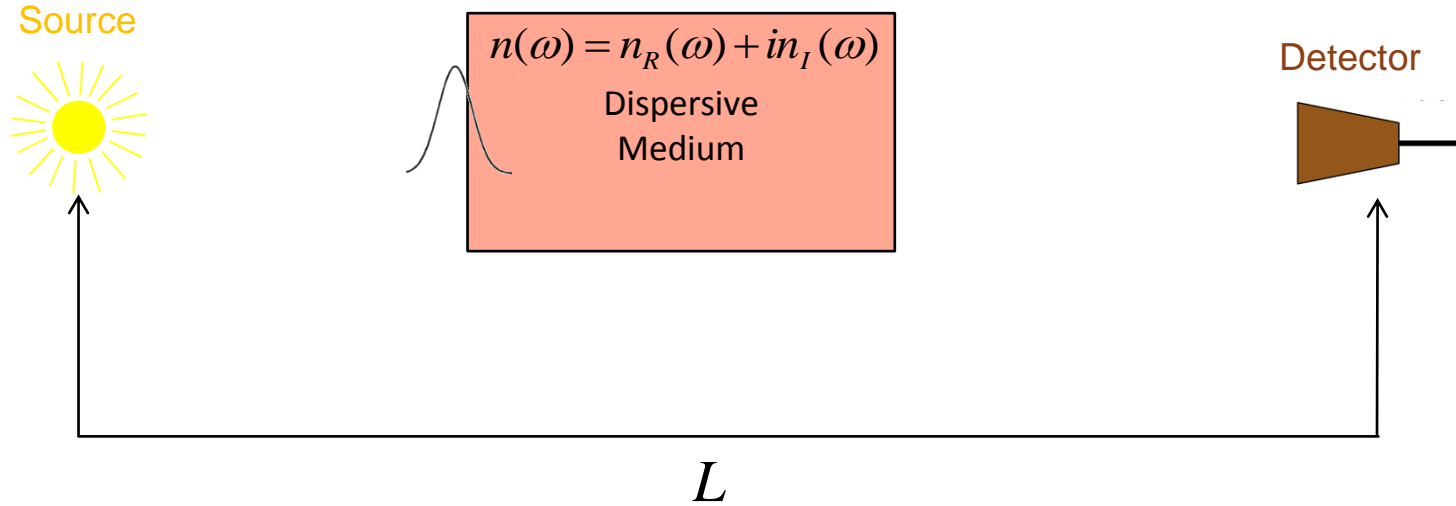 Source
n(ω) = n_R(ω) + in_I(ω)
Dispersive
Medium
Detector
L